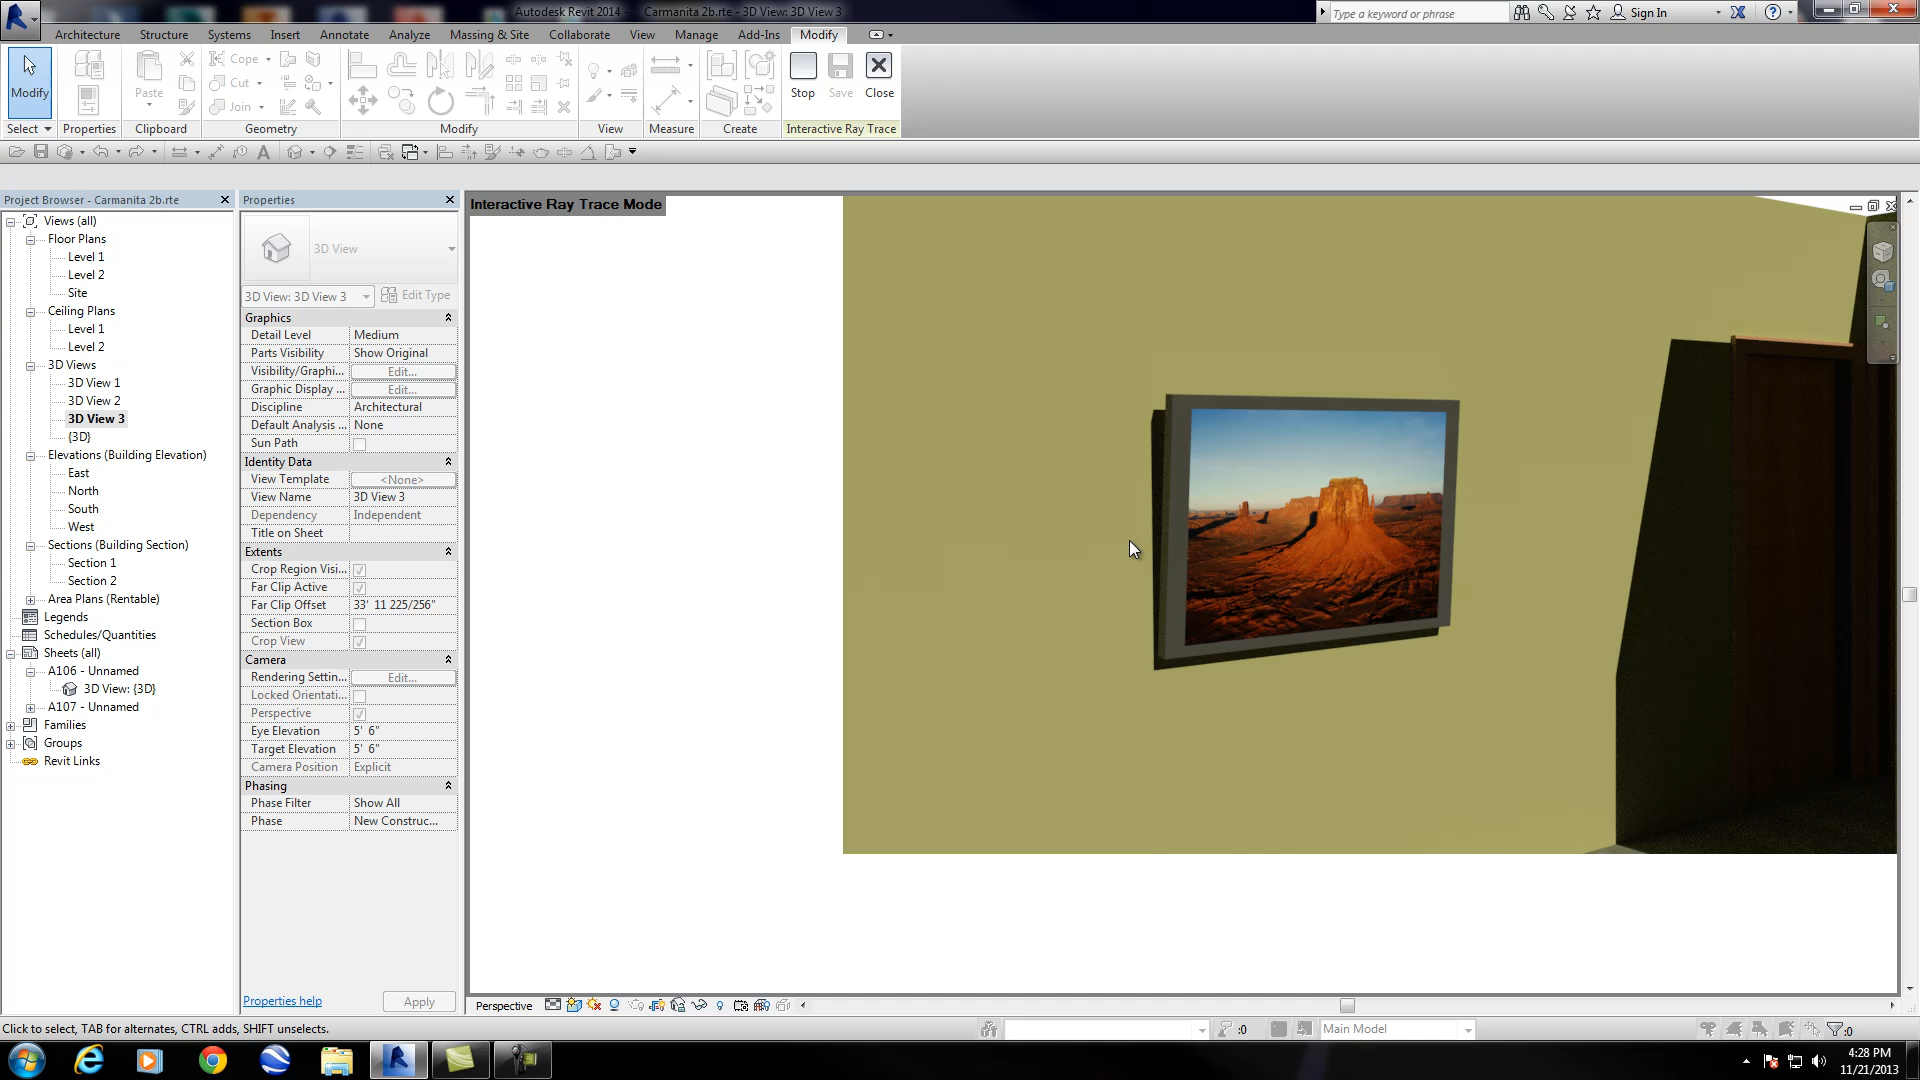 Autodesk Revit 2014 - Carmanita 2b.rte - 3D View: 3D View 3
Type a keyword or phrase
Sign In
Architecture Structure Systems Insert Annotate Analyze Massing & Site Collaborate View Manage Add-Ins Modify
Modify
Paste
Cope
Cut
Join
Stop Save Close
Select Properties Clipboard Geometry Modify View Measure Create Interactive Ray Trace
Project Browser - Carmanita 2b.rte
Views (all)
Floor Plans
Level 1
Level 2
Site
Ceiling Plans
Level 1
Level 2
3D Views
3D View 1
3D View 2
3D View 3
{3D}
Elevations (Building Elevation)
East
North
South
West
Sections (Building Section)
Section 1
Section 2
Area Plans (Rentable)
Legends
Schedules/Quantities
Sheets (all)
A106 - Unnamed
3D View: {3D}
A107 - Unnamed
Families
Groups
Revit Links
Properties
3D View
3D View: 3D View 3 Edit Type
Graphics
Detail Level Medium
Parts Visibility Show Original
Visibility/Graphi... Edit...
Graphic Display ... Edit...
Discipline Architectural
Default Analysis ... None
Sun Path
Identity Data
View Template <None>
View Name 3D View 3
Dependency Independent
Title on Sheet
Extents
Crop Region Visi...
Far Clip Active
Far Clip Offset 33' 11 225/256"
Section Box
Crop View
Camera
Rendering Settin... Edit...
Locked Orientati...
Perspective
Eye Elevation 5' 6"
Target Elevation 5' 6"
Camera Position Explicit
Phasing
Phase Filter Show All
Phase New Construc...
Properties help Apply
Interactive Ray Trace Mode
Perspective
Click to select, TAB for alternates, CTRL adds, SHIFT unselects.
:0
Main Model
:0
4:28 PM
11/21/2013